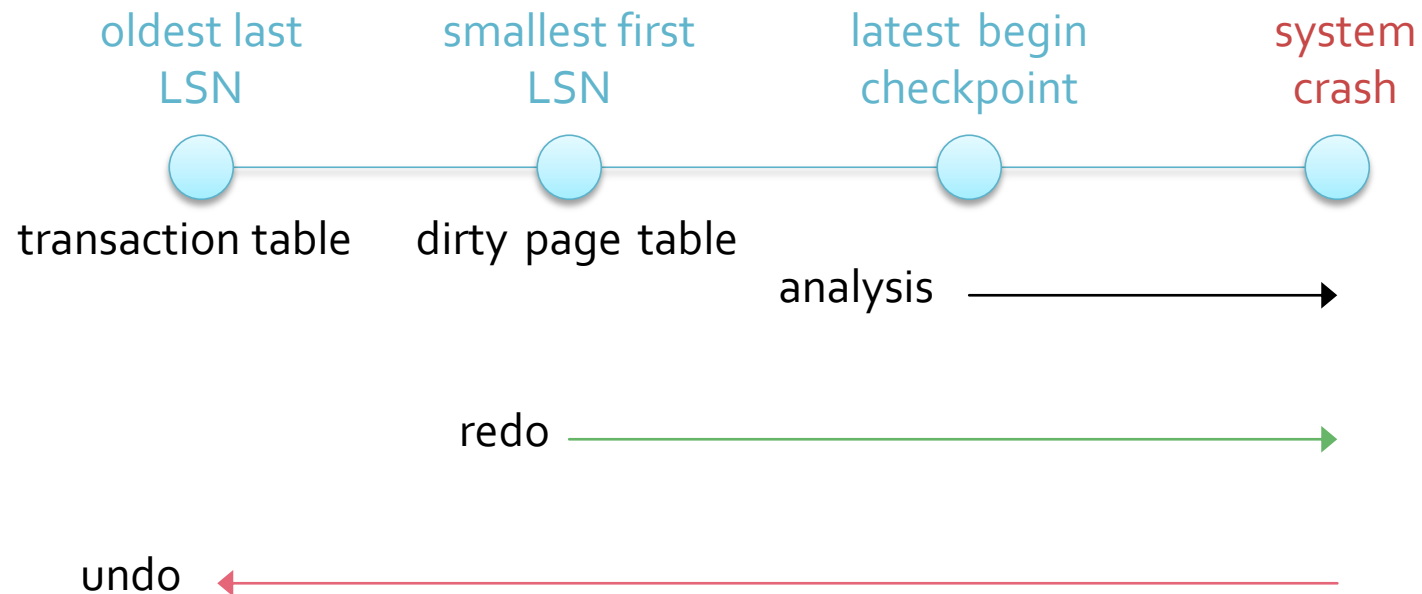 oldest last
LSN
smallest first
LSN
latest begin
checkpoint
system
crash
transaction table
dirty page table
analysis
redo
undo